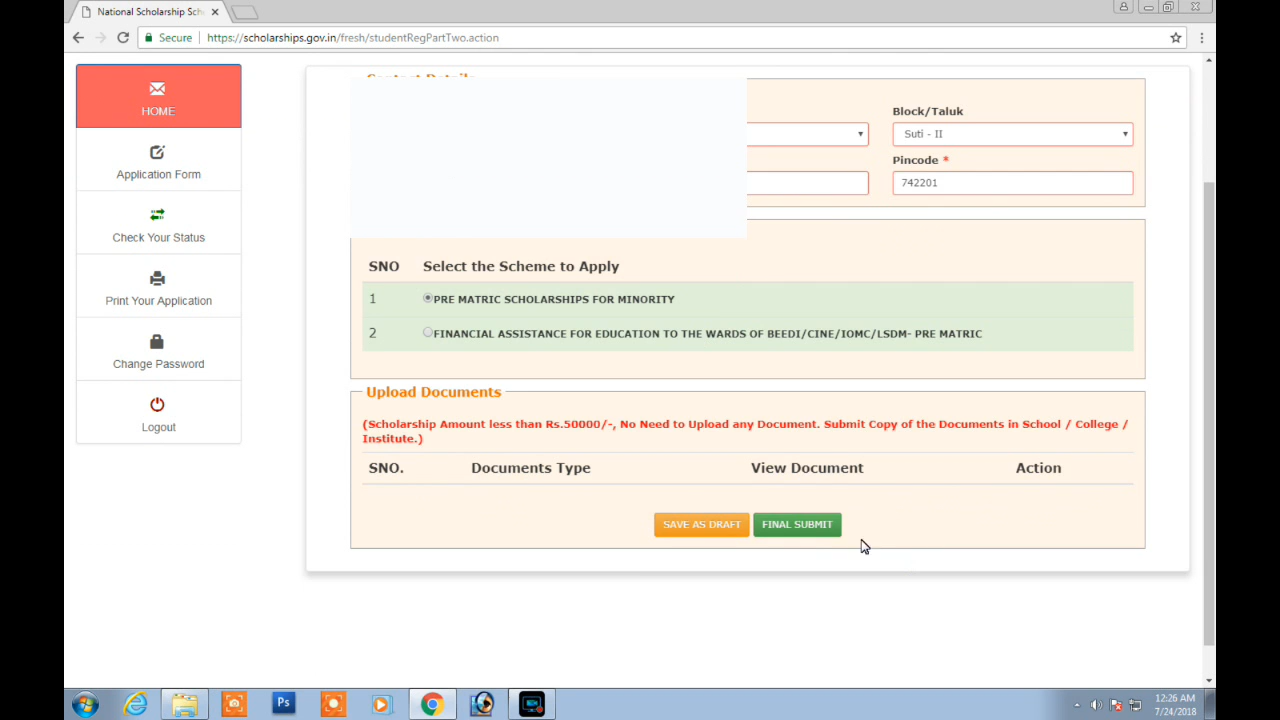 National Scholarship Sch
Secure
https://scholarships.gov.in/fresh/studentRegPartTwo.action
HOME
Application Form
Check Your Status
Print Your Application
Change Password
Logout
Block/Taluk
Suti - II
Pincode *
742201
SNO Select the Scheme to Apply
1 PRE MATRIC SCHOLARSHIPS FOR MINORITY
2 FINANCIAL ASSISTANCE FOR EDUCATION TO THE WARDS OF BEEDI/CINE/IOMC/LSDM- PRE MATRIC
Upload Documents
(Scholarship Amount less than Rs.50000/-, No Need to Upload any Document. Submit Copy of the Documents in School / College /
Institute.)
SNO. Documents Type View Document Action
SAVE AS DRAFT FINAL SUBMIT
Ps
12:26 AM
7/24/2018